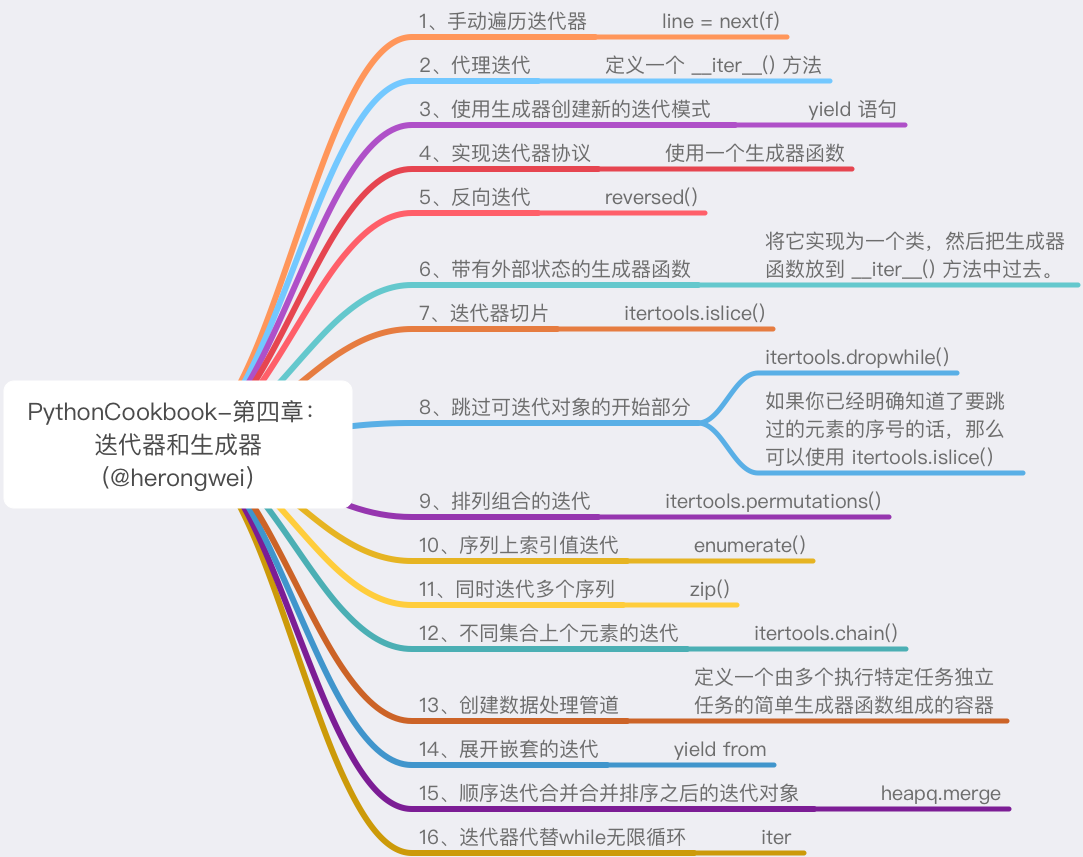 1、手动遍历迭代器 line = next(f)
2、代理迭代 定义一个 __iter__() 方法
3、使用生成器创建新的迭代模式 yield 语句
4、实现迭代器协议 使用一个生成器函数
5、反向迭代 reversed()
将它实现为一个类，然后把生成器
6、带有外部状态的生成器函数 函数放到 __iter__() 方法中过去。
7、迭代器切片 itertools.islice()
itertools.dropwhile()
8、跳过可迭代对象的开始部分
如果你已经明确知道了要跳
过的元素的序号的话，那么
可以使用 itertools.islice()
PythonCookbook-第四章：
迭代器和生成器
（@herongwei）
9、排列组合的迭代 itertools.permutations()
10、序列上索引值迭代 enumerate()
11、同时迭代多个序列 zip()
12、不同集合上个元素的迭代 itertools.chain()
定义一个由多个执行特定任务独立
13、创建数据处理管道 任务的简单生成器函数组成的容器
14、展开嵌套的迭代 yield from
15、顺序迭代合并合并排序之后的迭代对象 heapq.merge
16、迭代器代替while无限循环 iter